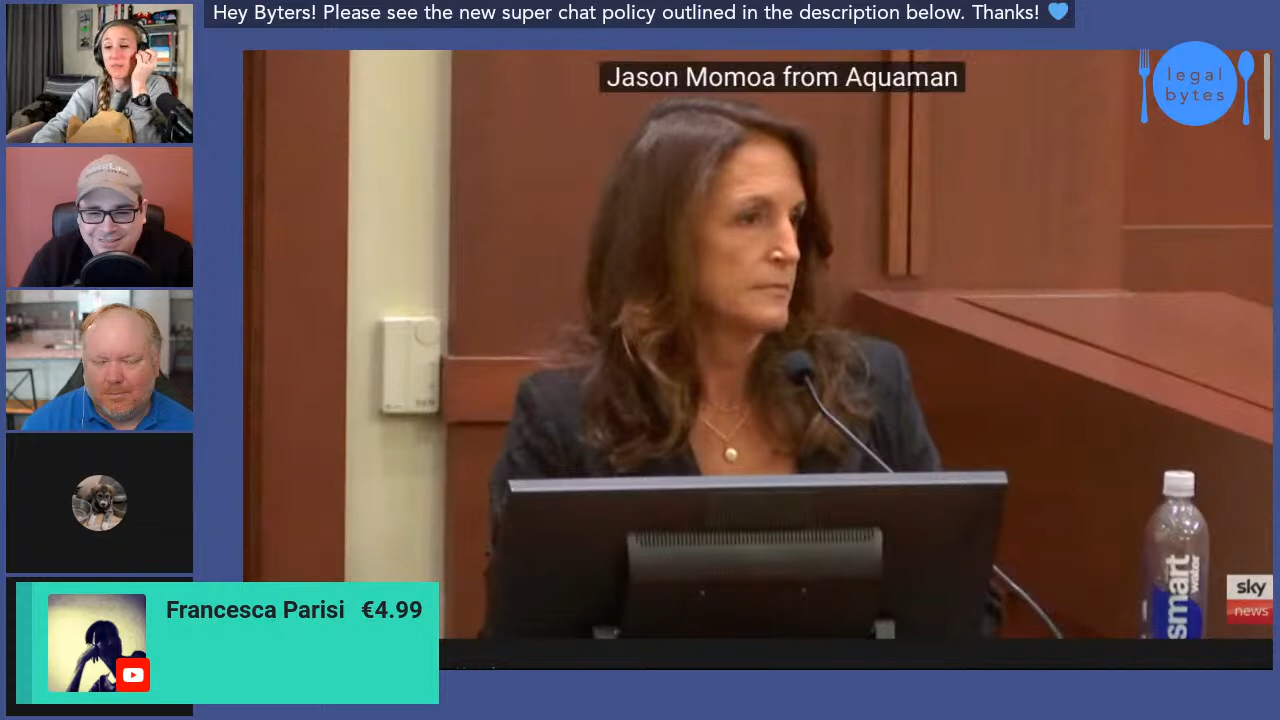 Hey Byters! Please see the new super chat policy outlined in the description below. Thanks! 💙
legal
bytes
Jason Momoa from Aquaman
smart
water
sky
news
Francesca Parisi €4.99